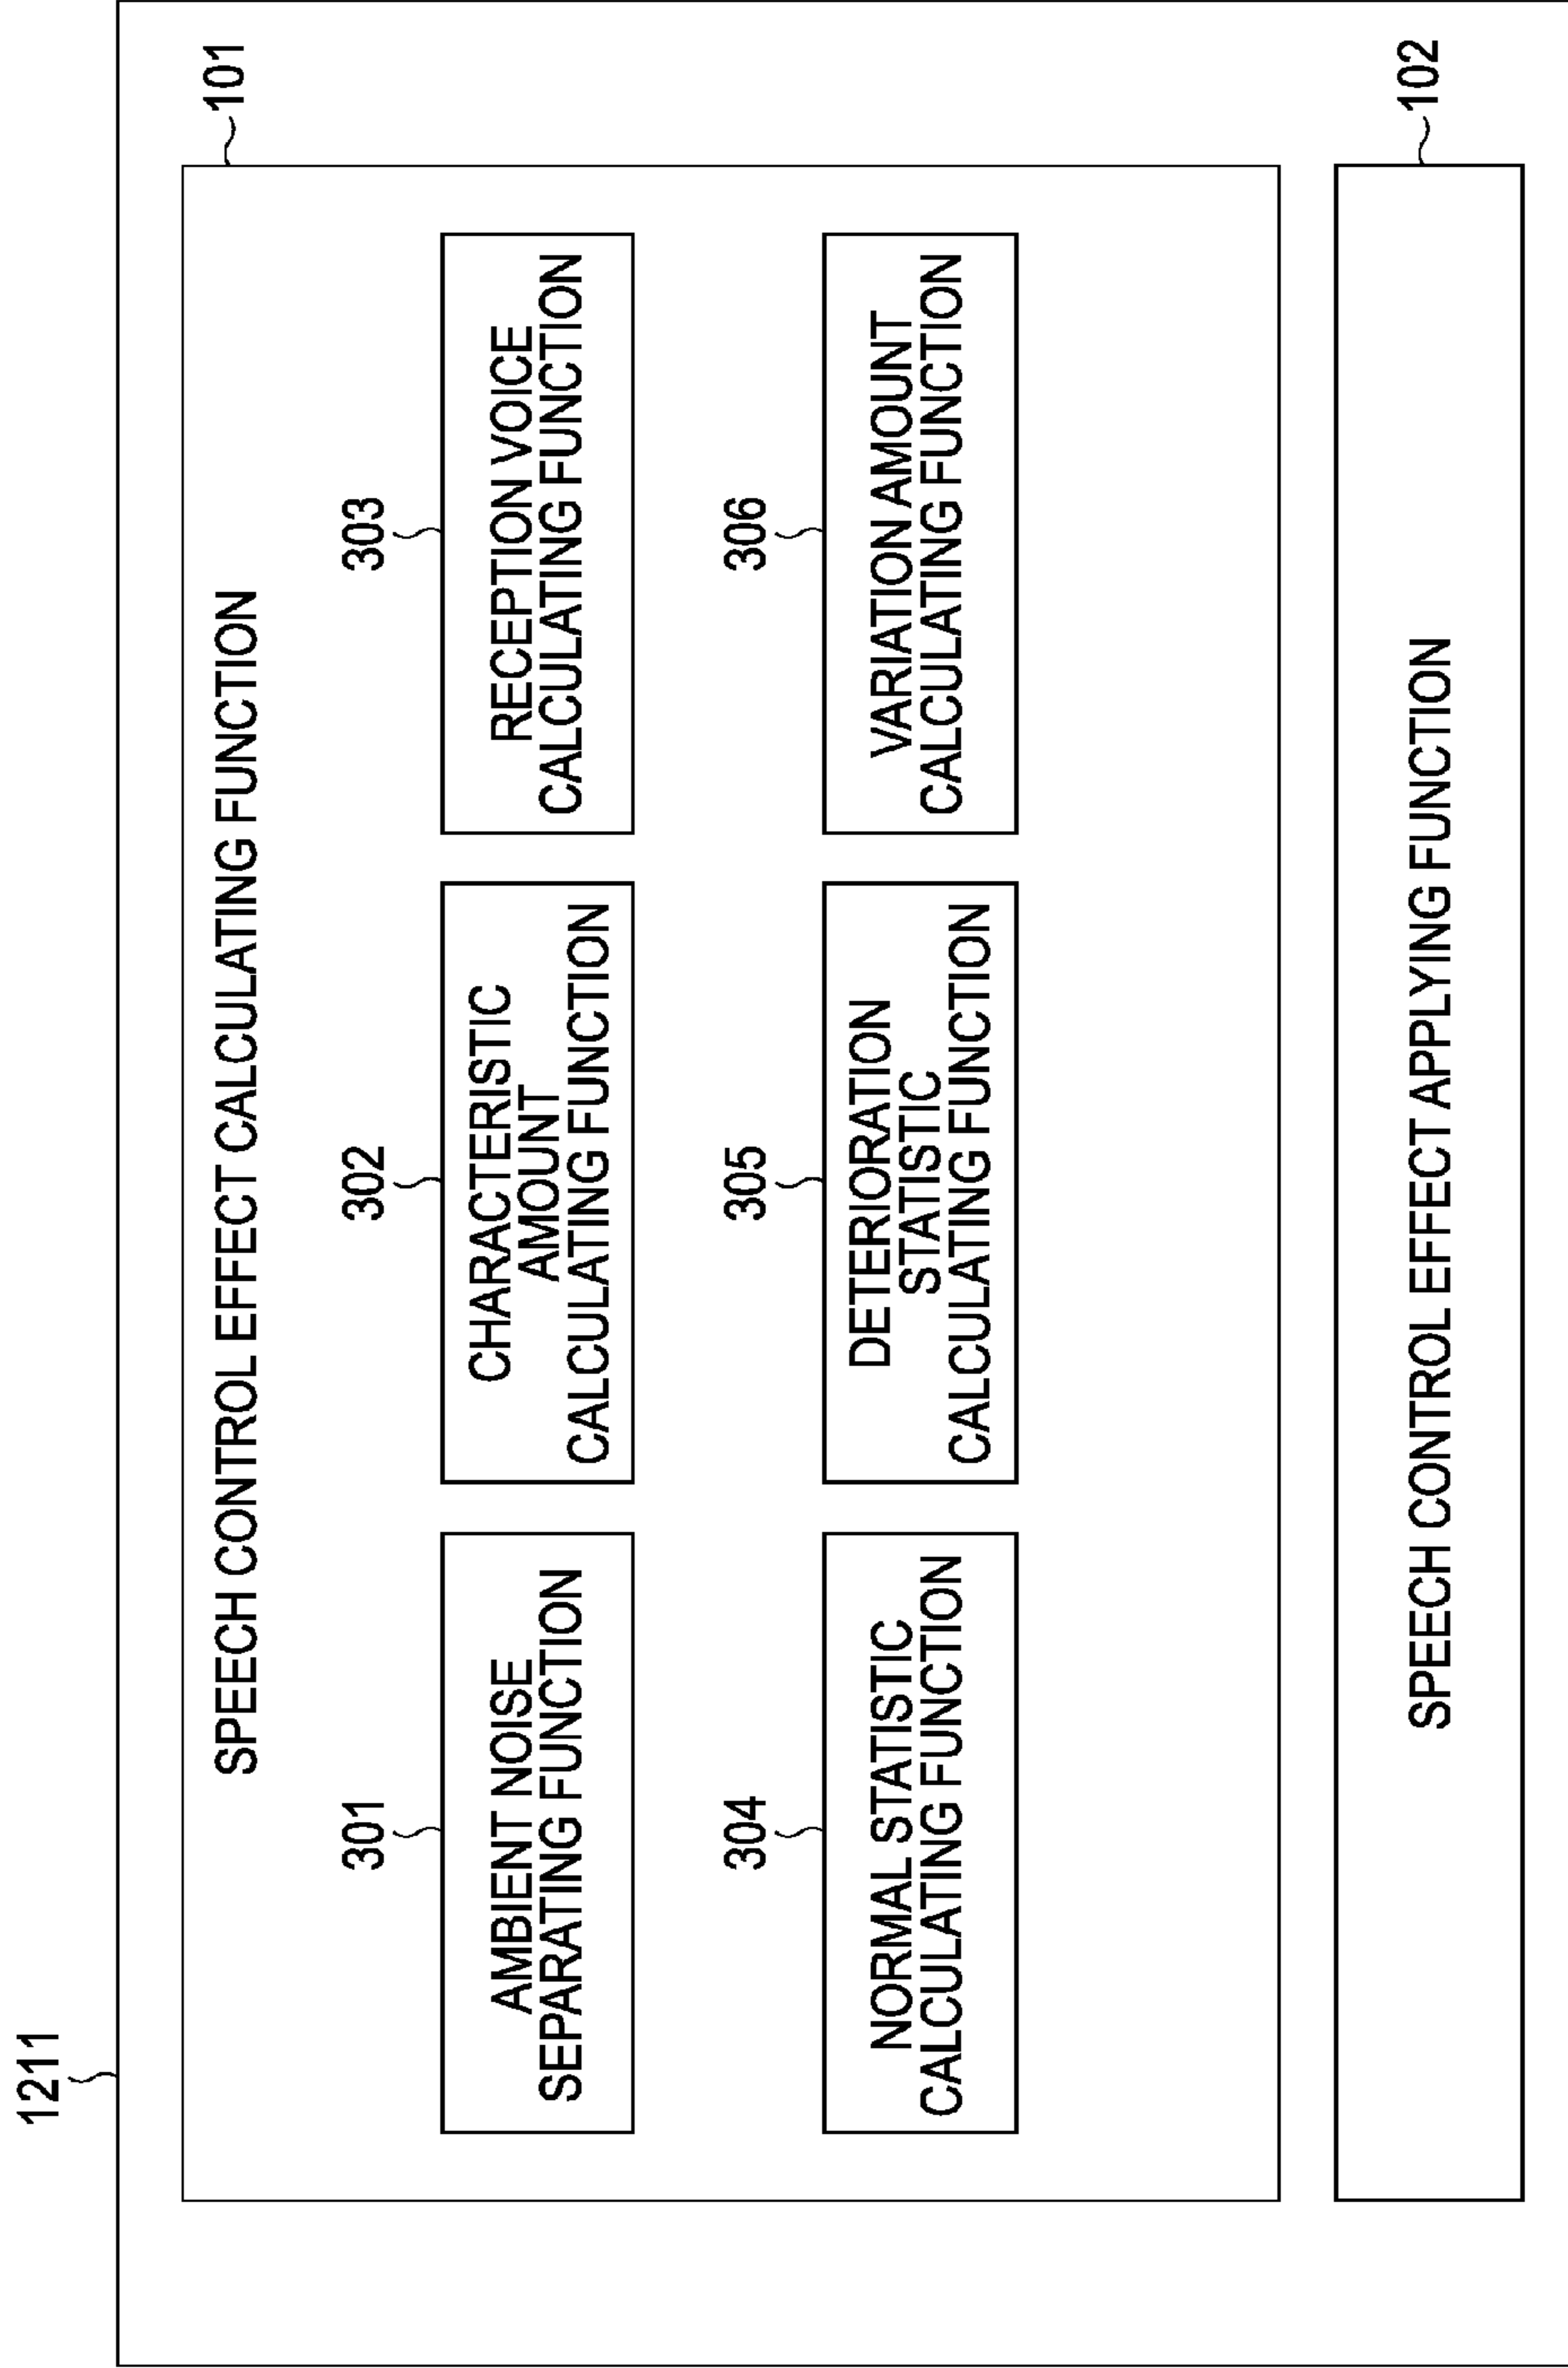 1211
101
SPEECH CONTROL EFFECT CALCULATING FUNCTION
301
AMBIENT NOISE
SEPARATING FUNCTION
302
CHARACTERISTIC
AMOUNT
CALCULATING FUNCTION
303
RECEPTION VOICE
CALCULATING FUNCTION
304
NORMAL STATISTIC
CALCULATING FUNCTION
305
DETERIORATION
STATISTIC
CALCULATING FUNCTION
306
VARIATION AMOUNT
CALCULATING FUNCTION
102
SPEECH CONTROL EFFECT APPLYING FUNCTION